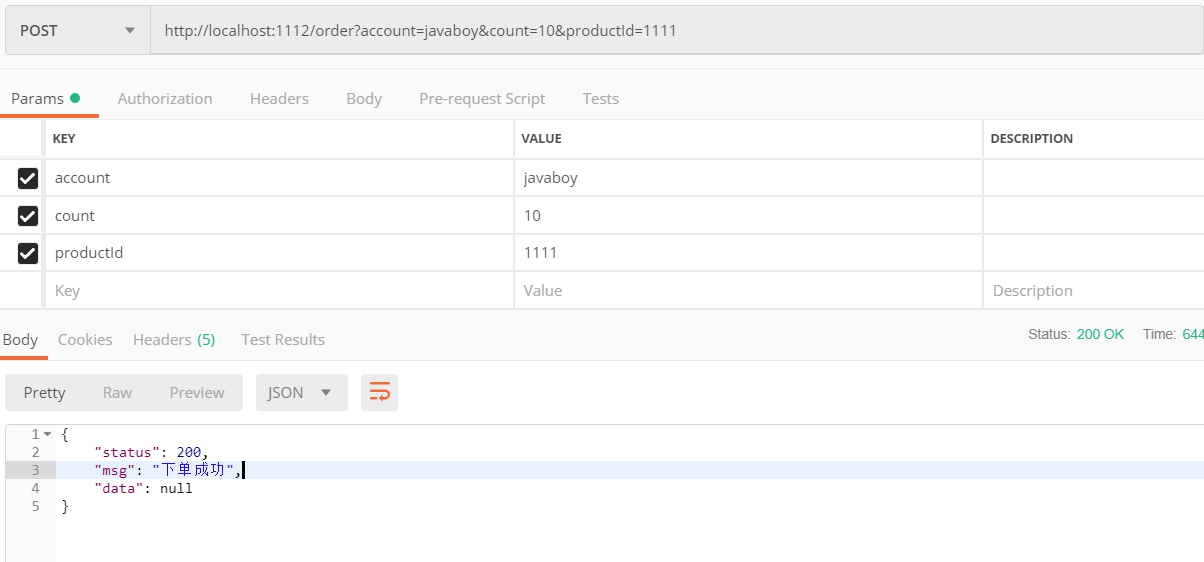 POST http://localhost:1112/order?account=javaboy&count=10&productId=1111
Params Authorization Headers Body Pre-request Script Tests
KEY VALUE DESCRIPTION
account javaboy
count 10
productId 1111
Key Value Description
Body Cookies Headers (5) Test Results Status: 200 OK Time: 644
Pretty Raw Preview JSON
1 {
2 "status": 200,
3 "msg": "下单成功",
4 "data": null
5 }